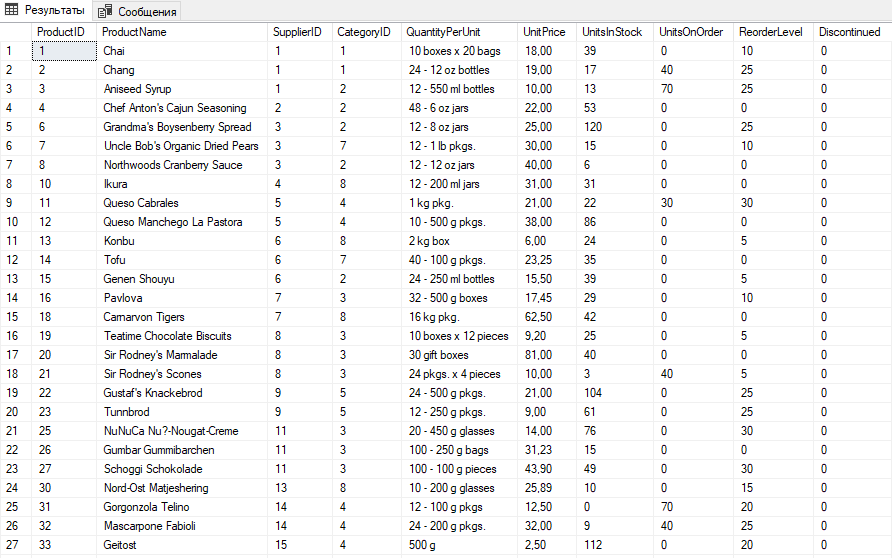 Результаты Сообщения
ProductID ProductName SupplierID CategoryID QuantityPerUnit UnitPrice UnitsInStock UnitsOnOrder ReorderLevel Discontinued
1 1 Chai 1 1 10 boxes x 20 bags 18,00 39 0 10 0
2 2 Chang 1 1 24 - 12 oz bottles 19,00 17 40 25 0
3 3 Aniseed Syrup 1 2 12 - 550 ml bottles 10,00 13 70 25 0
4 4 Chef Anton's Cajun Seasoning 2 2 48 - 6 oz jars 22,00 53 0 0 0
5 6 Grandma's Boysenberry Spread 3 2 12 - 8 oz jars 25,00 120 0 25 0
6 7 Uncle Bob's Organic Dried Pears 3 7 12 - 1 lb pkgs. 30,00 15 0 10 0
7 8 Northwoods Cranberry Sauce 3 2 12 - 12 oz jars 40,00 6 0 0 0
8 10 Ikura 4 8 12 - 200 ml jars 31,00 31 0 0 0
9 11 Queso Cabrales 5 4 1 kg pkg. 21,00 22 30 30 0
10 12 Queso Manchego La Pastora 5 4 10 - 500 g pkgs. 38,00 86 0 0 0
11 13 Konbu 6 8 2 kg box 6,00 24 0 5 0
12 14 Tofu 6 7 40 - 100 g pkgs. 23,25 35 0 0 0
13 15 Genen Shouyu 6 2 24 - 250 ml bottles 15,50 39 0 5 0
14 16 Pavlova 7 3 32 - 500 g boxes 17,45 29 0 10 0
15 18 Carnarvon Tigers 7 8 16 kg pkg. 62,50 42 0 0 0
16 19 Teatime Chocolate Biscuits 8 3 10 boxes x 12 pieces 9,20 25 0 5 0
17 20 Sir Rodney's Marmalade 8 3 30 gift boxes 81,00 40 0 0 0
18 21 Sir Rodney's Scones 8 3 24 pkgs. x 4 pieces 10,00 3 40 5 0
19 22 Gustaf's Knackebrod 9 5 24 - 500 g pkgs. 21,00 104 0 25 0
20 23 Tunnbrod 9 5 12 - 250 g pkgs. 9,00 61 0 25 0
21 25 NuNuCa Nu?-Nougat-Creme 11 3 20 - 450 g glasses 14,00 76 0 30 0
22 26 Gumbar Gummibarchen 11 3 100 - 250 g bags 31,23 15 0 0 0
23 27 Schoggi Schokolade 11 3 100 - 100 g pieces 43,90 49 0 30 0
24 30 Nord-Ost Matjeshering 13 8 10 - 200 g glasses 25,89 10 0 15 0
25 31 Gorgonzola Telino 14 4 12 - 100 g pkgs 12,50 0 70 20 0
26 32 Mascarpone Fabioli 14 4 24 - 200 g pkgs. 32,00 9 40 25 0
27 33 Geitost 15 4 500 g 2,50 112 0 20 0